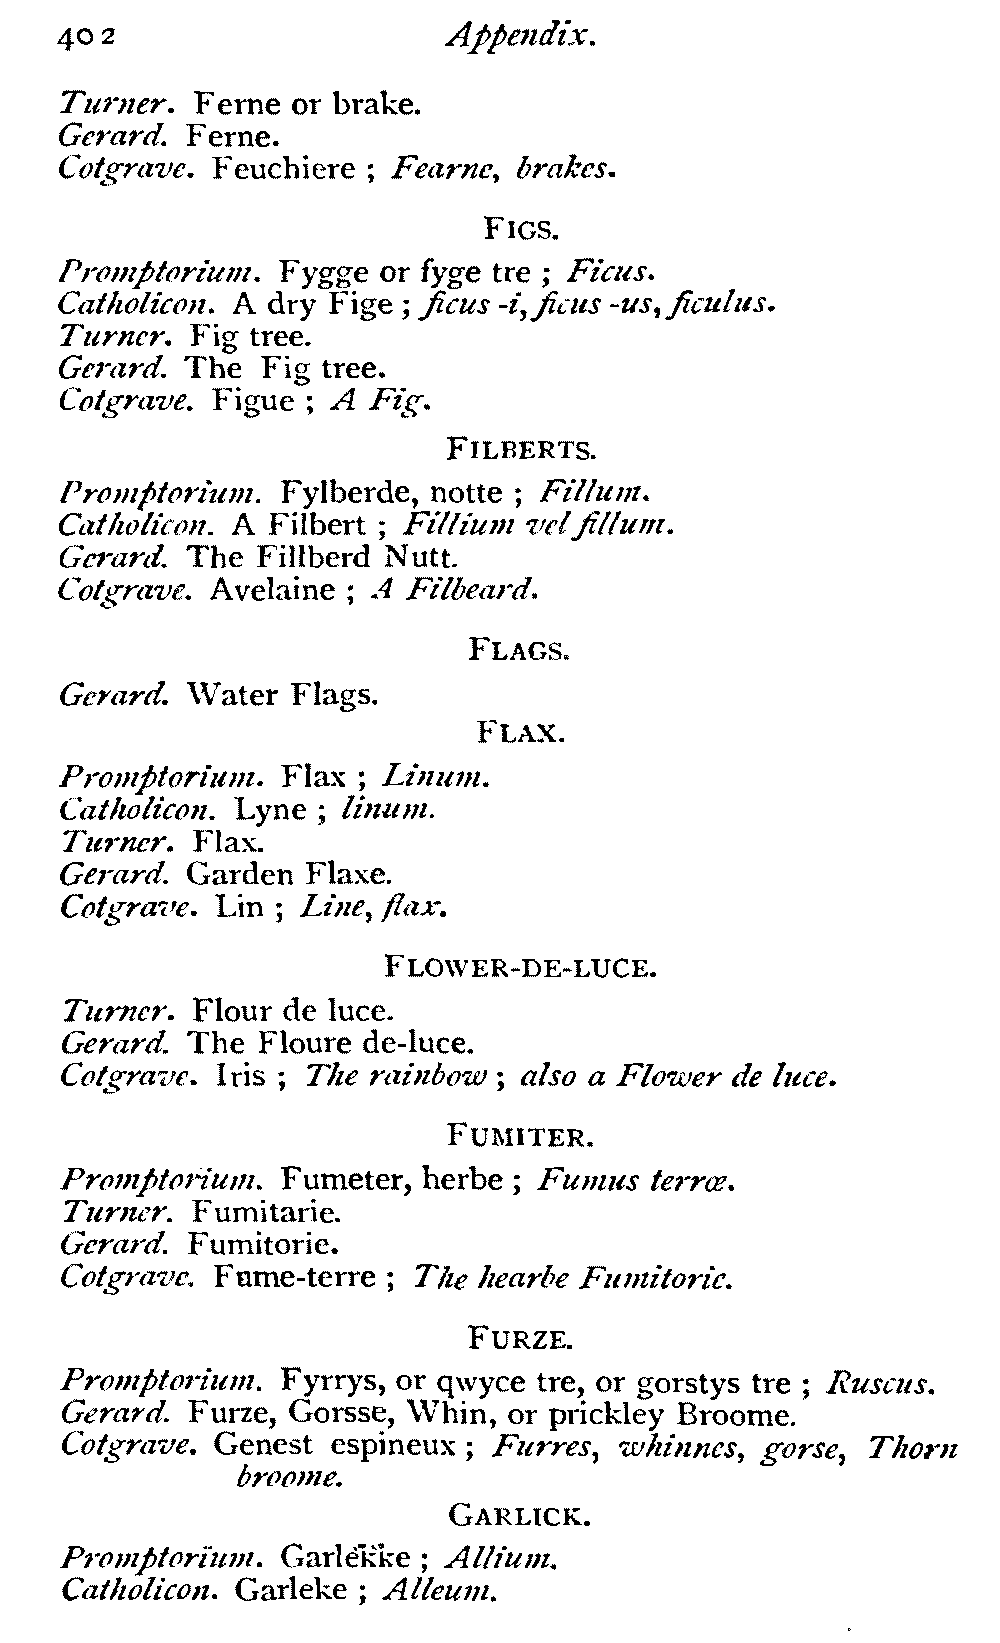 402 Appendix.
Turner. Ferne or brake.
Gerard. Ferne.
Cotgrave. Feuchiere ; Fearne, brakes.
FIGS.
Promptorium. Fygge or fyge tre ; Ficus.
Catholicon. A dry Fige ; ficus -i, ficus -us, ficulus.
Turner. Fig tree.
Gerard. The Fig tree.
Cotgrave. Figue ; A Fig.
FILBERTS.
Promptorium. Fylberde, notte ; Fillum.
Catholicon. A Filbert ; Fillium vel fillum.
Gerard. The Fillberd Nutt.
Cotgrave. Avelaine ; A Filbeard.
FLAGS.
Gerard. Water Flags.
FLAX.
Promptorium. Flax ; Linum.
Catholicon. Lyne ; linum.
Turner. Flax.
Gerard. Garden Flaxe.
Cotgrave. Lin ; Line, flax.
FLOWER-DE-LUCE.
Turner. Flour de luce.
Gerard. The Floure de-luce.
Cotgrave. Iris ; The rainbow ; also a Flower de luce.
FUMITER.
Promptorium. Fumeter, herbe ; Fumus terræ.
Turner. Fumitarie.
Gerard. Fumitorie.
Cotgrave. Fume-terre ; The hearbe Fumitorie.
FURZE.
Promptorium. Fyrrys, or qwyce tre, or gorstys tre ; Ruscus.
Gerard. Furze, Gorsse, Whin, or prickley Broome.
Cotgrave. Genest espineux ; Furres, whinnes, gorse, Thorn
broome.
GARLICK.
Promptorium. Garlekke ; Allium.
Catholicon. Garleke ; Alleum.